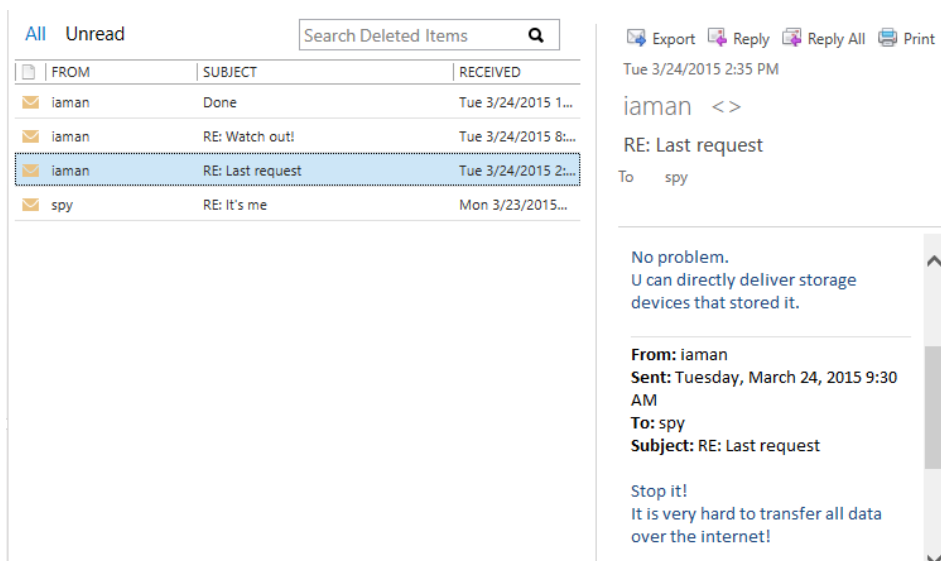 All Unread
Search Deleted Items
FROM SUBJECT RECEIVED
iaman Done Tue 3/24/2015 1...
iaman RE: Watch out! Tue 3/24/2015 8:...
iaman RE: Last request Tue 3/24/2015 2:...
spy RE: It's me Mon 3/23/2015...
Export Reply Reply All Print
Tue 3/24/2015 2:35 PM
iaman <>
RE: Last request
To spy
No problem.
U can directly deliver storage
devices that stored it.
From: iaman
Sent: Tuesday, March 24, 2015 9:30
AM
To: spy
Subject: RE: Last request
Stop it!
It is very hard to transfer all data
over the internet!